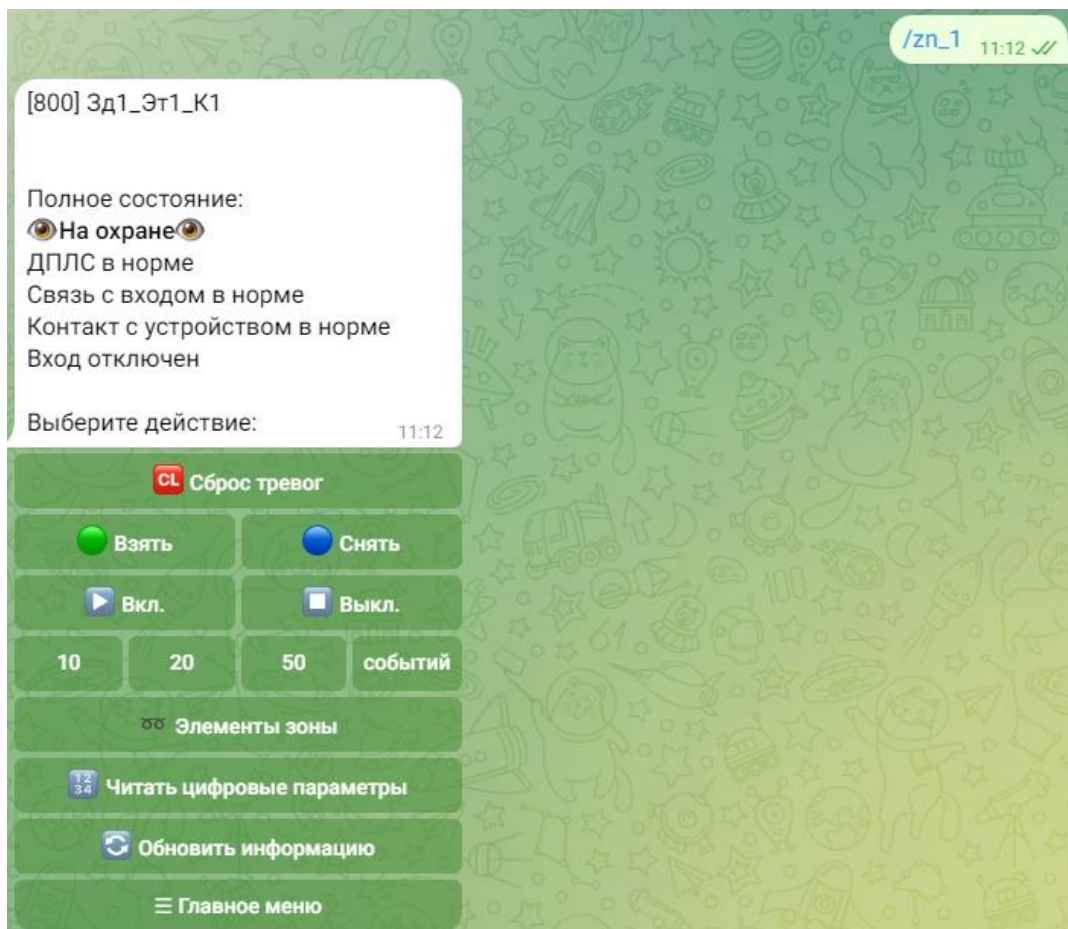 /zn_1 11:12
[800] Зд1_Эт1_К1
Полное состояние:
На охране
ДПЛС в норме
Связь с входом в норме
Контакт с устройством в норме
Вход отключен
Выберите действие:
11:12
CL Сброс тревог
Взять Снять
Вкл. Выкл.
10 20 50 событий
Элементы зоны
1234 Читать цифровые параметры
Обновить информацию
Главное меню